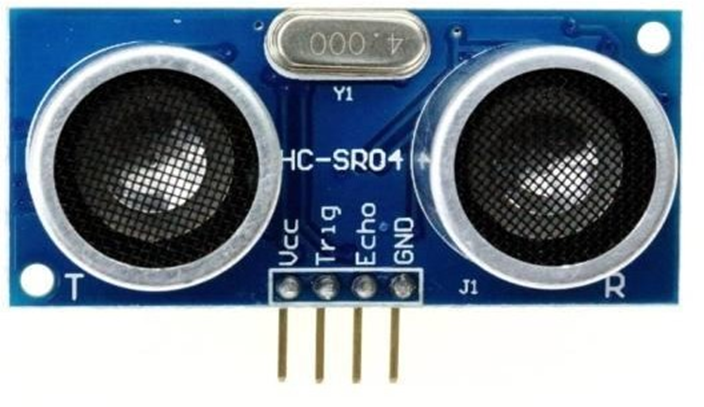 4.000
Y1
HC-SR04
Vcc
Trig
Echo
GND
T
J1
R